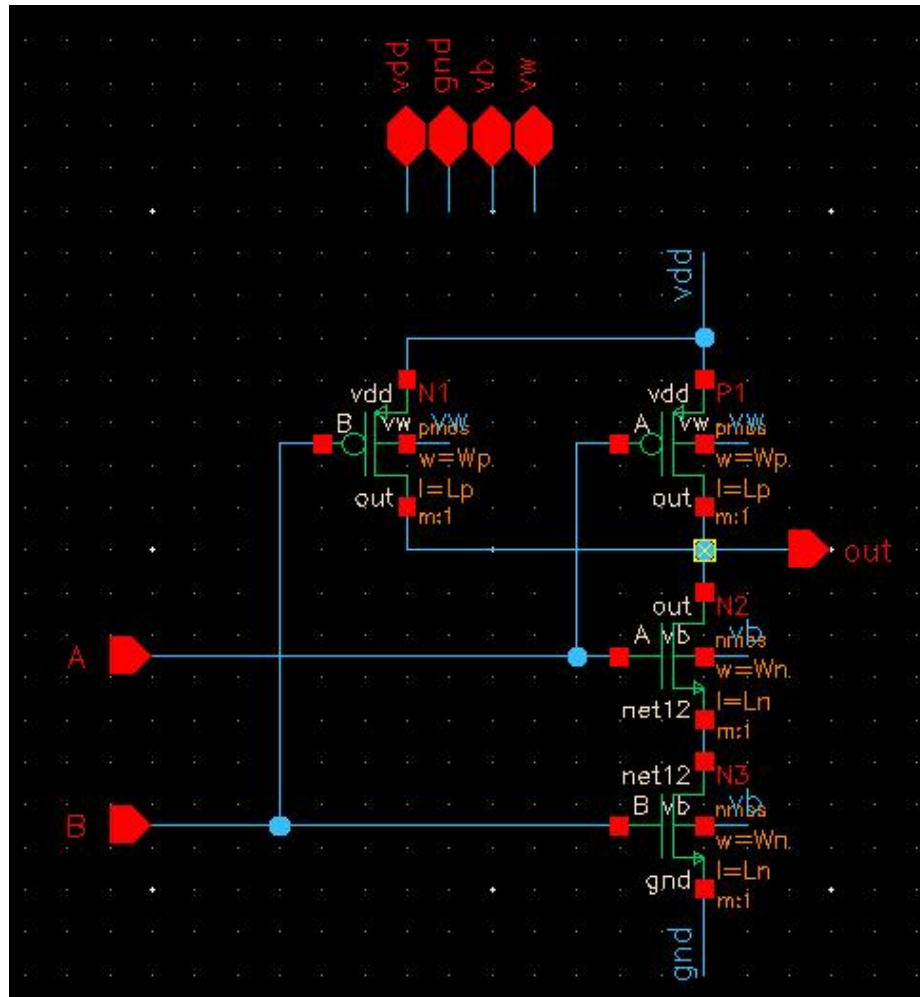 vdd
gnd
vb
vw
vdd
vdd
N1
B
vw
vw
pmos
w=Wp.
l=Lp
out
m:1
vdd
P1
A
vw
vw
pmos
w=Wp.
l=Lp
out
m:1
out
out
N2
A
vb
vb
nmos
w=Wn.
l=Ln
net12
m:1
A
net12
N3
B
vb
vb
nmos
w=Wn.
l=Ln
gnd
m:1
B
gnd